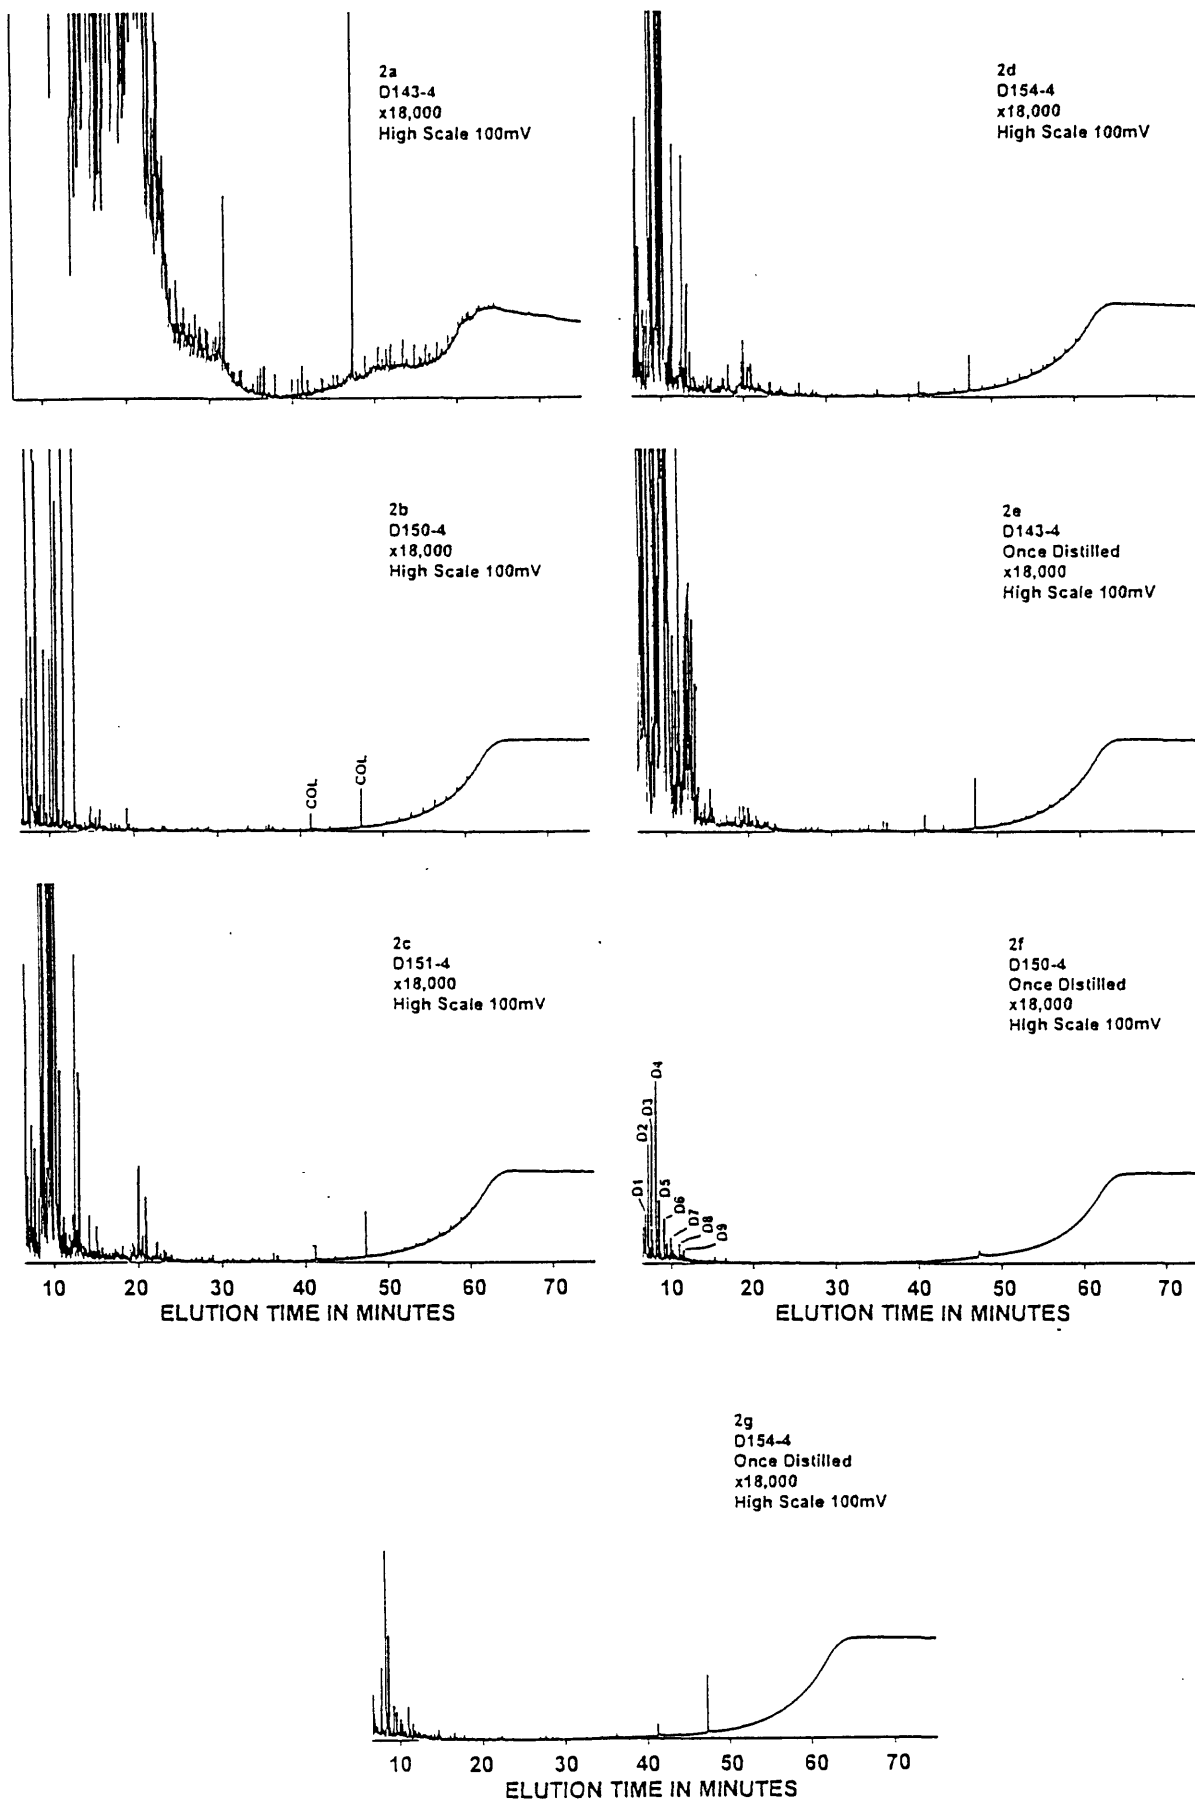 2a
D143-4
x18,000
High Scale 100mV
2d
D154-4
x18,000
High Scale 100mV
2b
D150-4
x18,000
High Scale 100mV
COL
COL
2e
D143-4
Once Distilled
x18,000
High Scale 100mV
2c
D151-4
x18,000
High Scale 100mV
10 20 30 40 50 60 70
ELUTION TIME IN MINUTES
2f
D150-4
Once Distilled
x18,000
High Scale 100mV
D1
D2
D3
D4
D5
D6
D7
D8
D9
10 20 30 40 50 60 70
ELUTION TIME IN MINUTES
2g
D154-4
Once Distilled
x18,000
High Scale 100mV
10 20 30 40 50 60 70
ELUTION TIME IN MINUTES